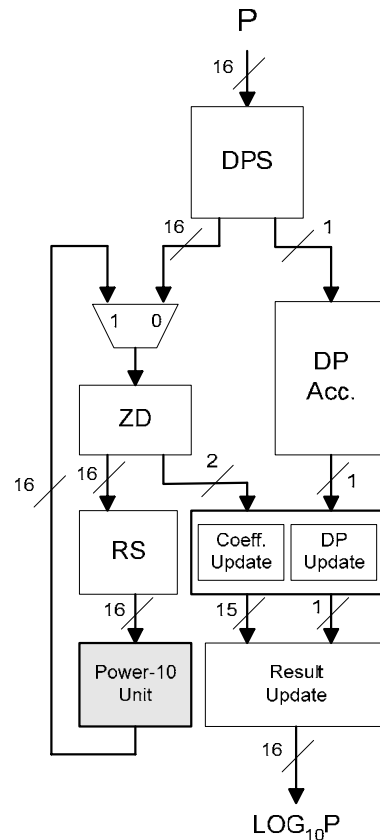 P
16
DPS
16
1
1 0
DP
Acc.
ZD
16
16
2
1
RS
Coeff.
Update
DP
Update
16
15
1
Power-10
Unit
Result
Update
16
LOG₁₀P